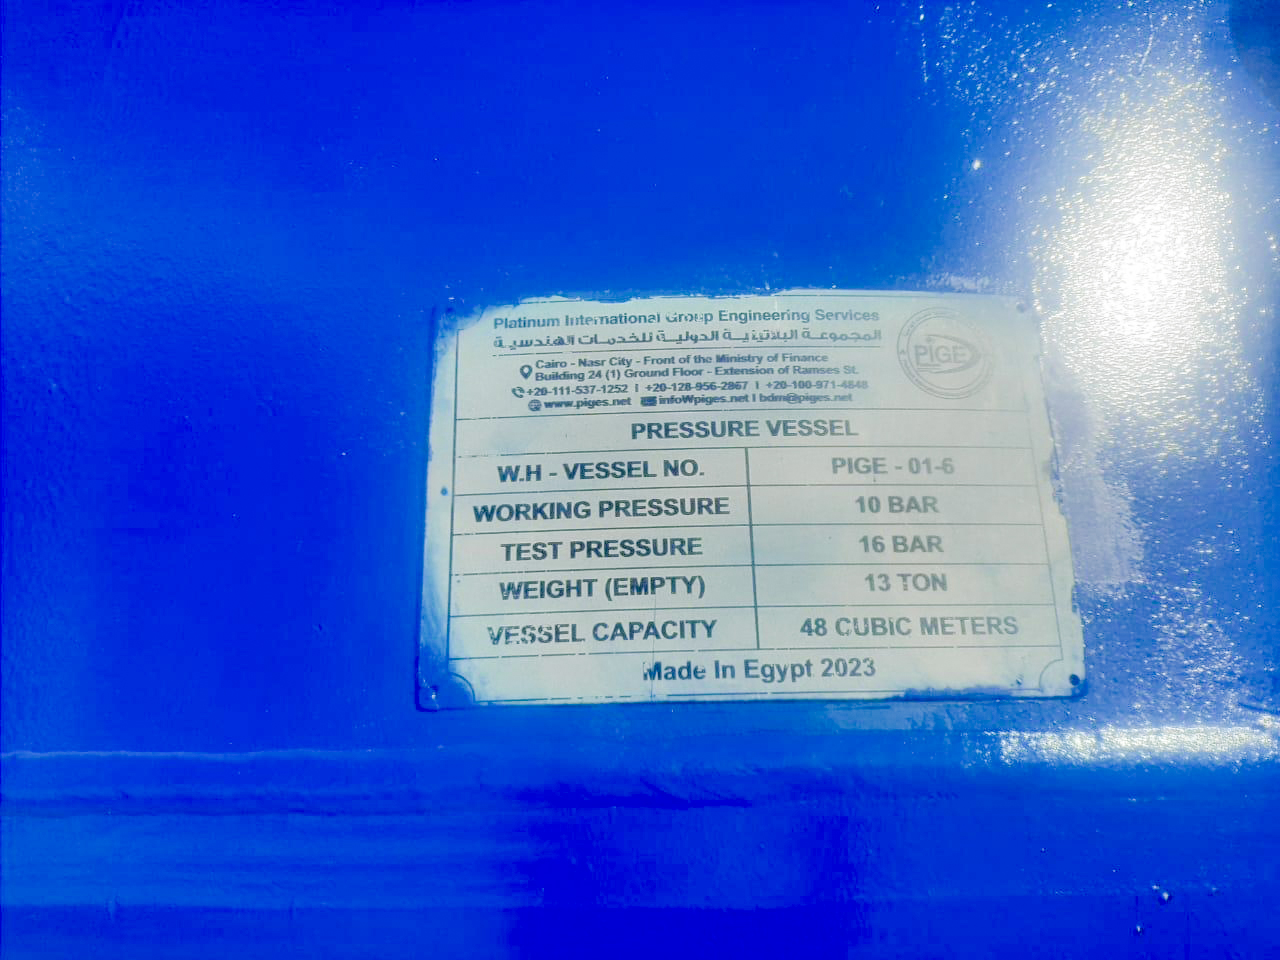 Platinum International Group Engineering Services
المجموعة البلاتينية الدولية للخدمات الهندسية
Cairo - Nasr City - Front of the Ministry of Finance
Building 24 (1) Ground Floor - Extension of Ramses St.
+20-111-537-1252 | +20-128-956-2867 | +20-100-971-4848
www.piges.net infoWpiges.net | bdm@piges.net
PIGE
PRESSURE VESSEL
W.H - VESSEL NO. PIGE - 01-6
WORKING PRESSURE 10 BAR
TEST PRESSURE 16 BAR
WEIGHT (EMPTY) 13 TON
VESSEL CAPACITY 48 CUBIC METERS
Made In Egypt 2023